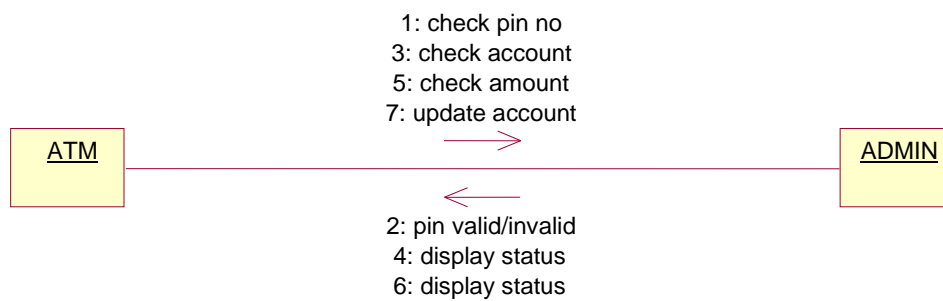 1: check pin no
3: check account
5: check amount
7: update account
ATM
ADMIN
2: pin valid/invalid
4: display status
6: display status